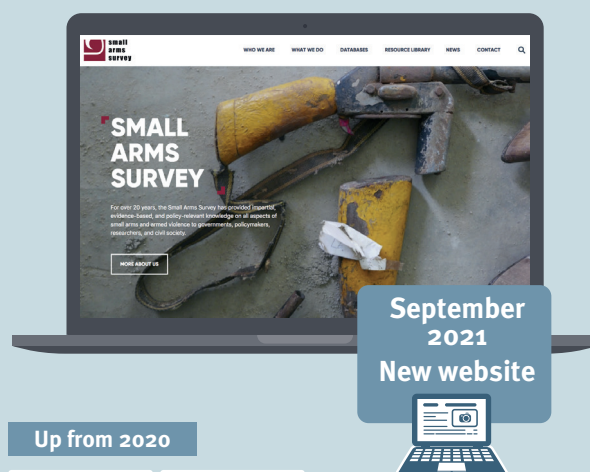 small
arms
survey
WHO WE ARE WHAT WE DO DATABASES RESOURCE LIBRARY NEWS CONTACT
SMALL
ARMS
SURVEY
For over 20 years, the Small Arms Survey has provided impartial,
evidence-based, and policy-relevant knowledge on all aspects of
small arms and armed violence to governments, policymakers,
researchers, and civil society.
MORE ABOUT US
September
2021
New website
Up from 2020